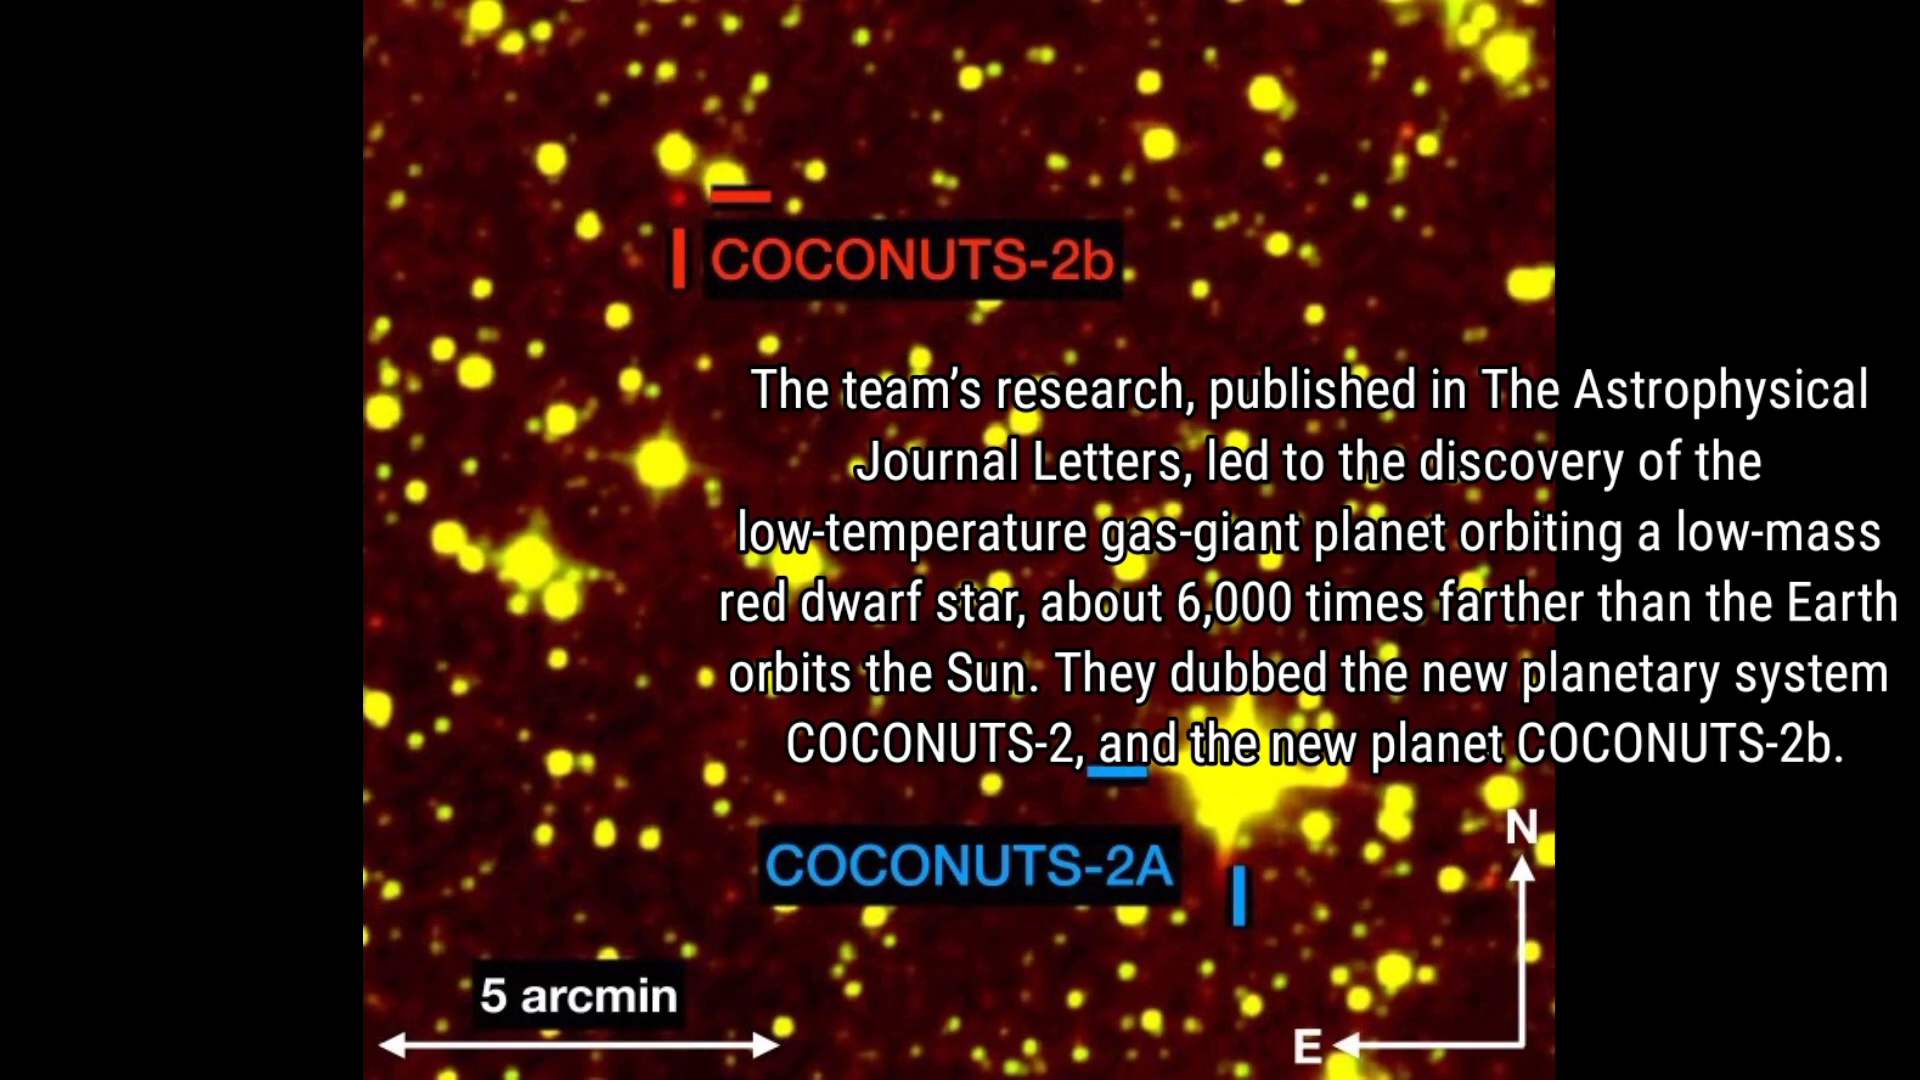 COCONUTS-2b
The team’s research, published in The Astrophysical
Journal Letters, led to the discovery of the
low-temperature gas-giant planet orbiting a low-mass
red dwarf star, about 6,000 times farther than the Earth
orbits the Sun. They dubbed the new planetary system
COCONUTS-2, and the new planet COCONUTS-2b.
N
COCONUTS-2A
5 arcmin
E